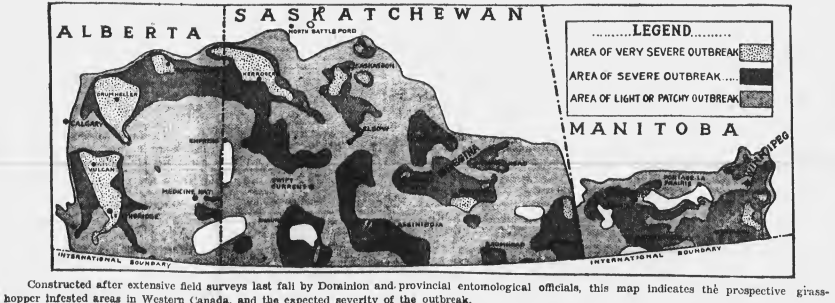 SASKATCHEWAN
ALBERTA
NORTH BATTLEFORD
LEGEND
AREA OF VERY SEVERE OUTBREAK
AREA OF SEVERE OUTBREAK
AREA OF LIGHT OR PATCHY OUTBREAK
MANITOBA
SASKATOON
DRUMHELLER
CALGARY
ELBOW
EMPRESS
REGINA
WINNIPEG
PORTAGE LA
PRAIRIE
VULCAN
MEDICINE HAT
SWIFT
CURRENT
ASSINIBOIA
INTERNATIONAL BOUNDARY
INTERNATIONAL BOUNDARY
Constructed after extensive field surveys last fall by Dominion and provincial entomological officials, this map indicates the prospective grass-
hopper infested areas in Western Canada, and the expected severity of the outbreak.